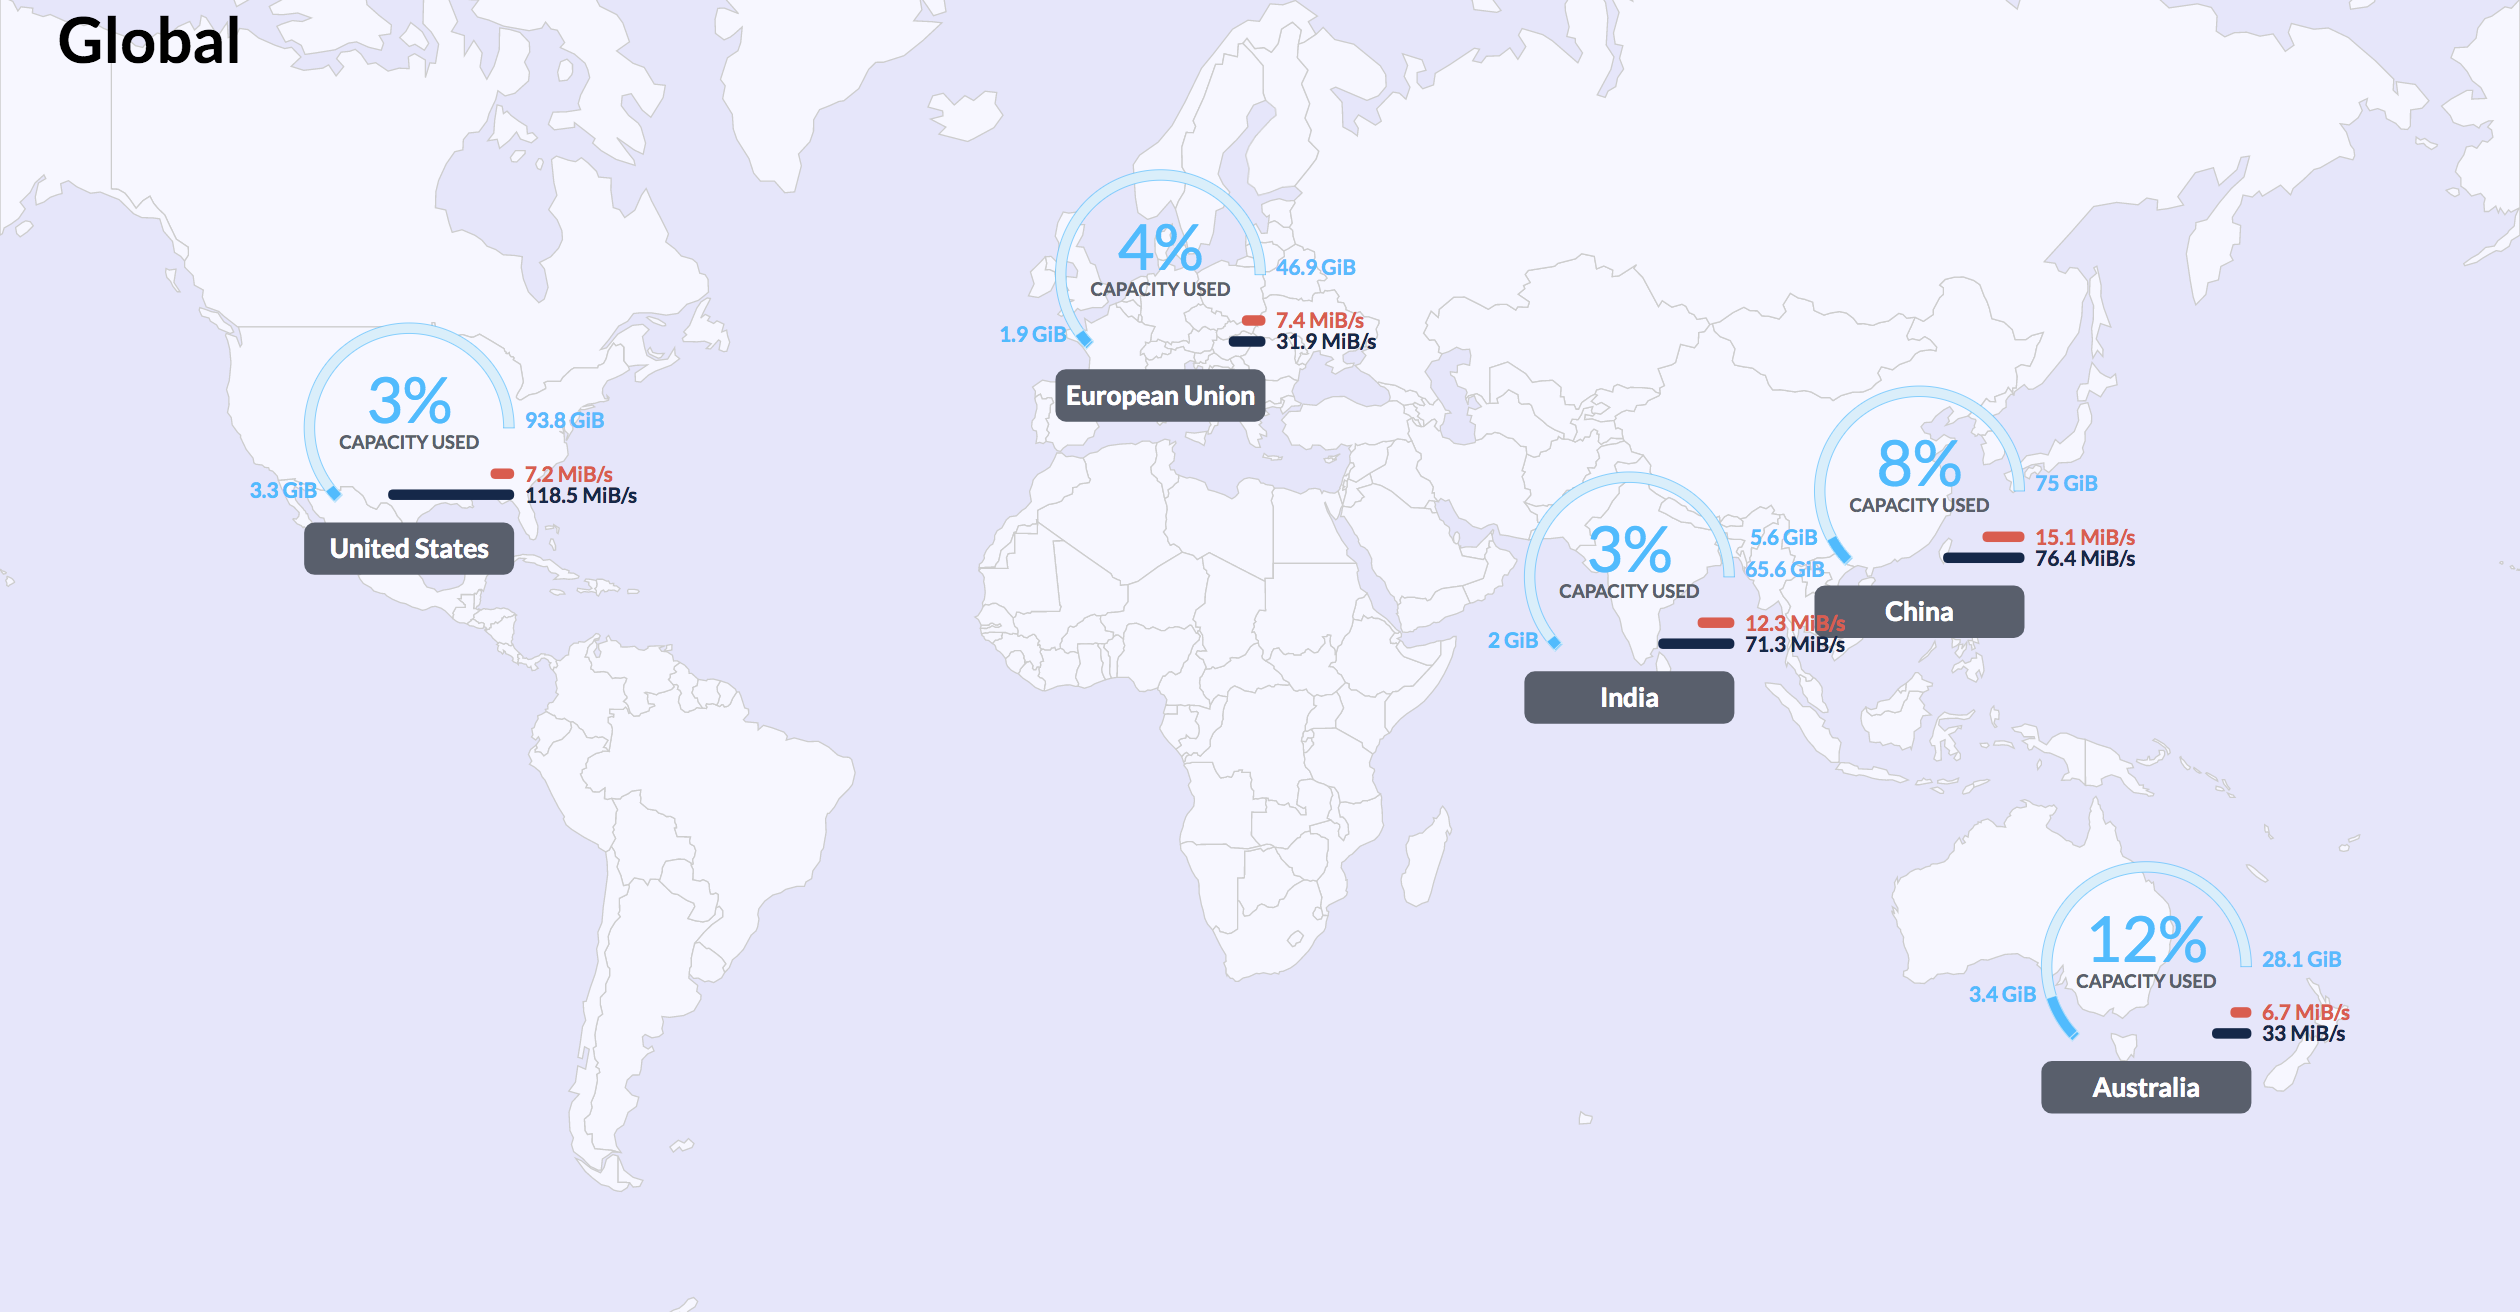 Global
4%
CAPACITY USED
46.9 GiB
1.9 GiB
7.4 MiB/s
31.9 MiB/s
European Union
3%
CAPACITY USED
93.8 GiB
3.3 GiB
7.2 MiB/s
118.5 MiB/s
United States
8%
CAPACITY USED
75 GiB
5.6 GiB
15.1 MiB/s
76.4 MiB/s
China
3%
CAPACITY USED
65.6 GiB
2 GiB
12.3 MiB/s
71.3 MiB/s
India
12%
CAPACITY USED
28.1 GiB
3.4 GiB
6.7 MiB/s
33 MiB/s
Australia